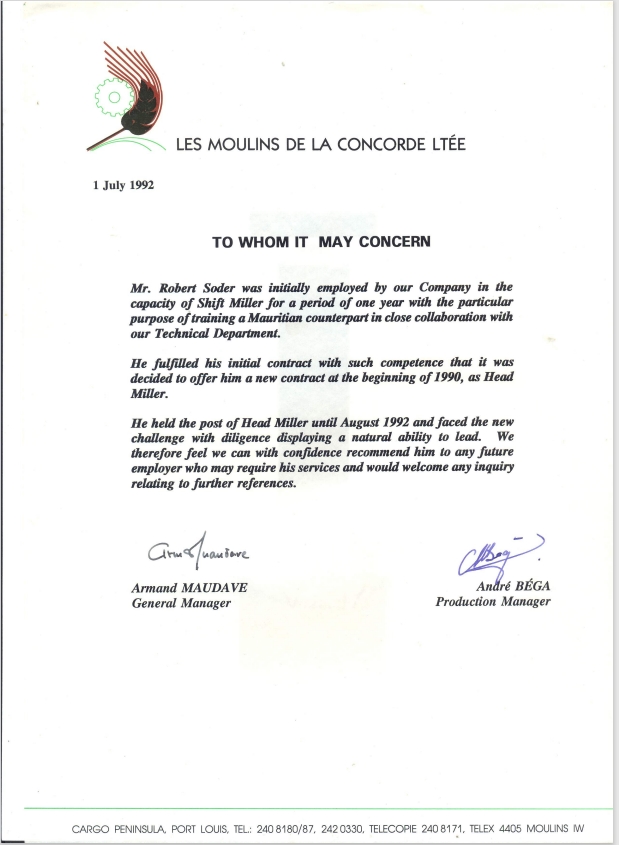 LES MOULINS DE LA CONCORDE LTÉE
1 July 1992
TO WHOM IT MAY CONCERN
Mr. Robert Soder was initially employed by our Company in the
capacity of Shift Miller for a period of one year with the particular
purpose of training a Mauritian counterpart in close collaboration with
our Technical Department.
He fulfilled his initial contract with such competence that it was
decided to offer him a new contract at the beginning of 1990, as Head
Miller.
He held the post of Head Miller until August 1992 and faced the new
challenge with diligence displaying a natural ability to lead. We
therefore feel we can with confidence recommend him to any future
employer who may require his services and would welcome any inquiry
relating to further references.
Armand MAUDAVE
General Manager
André BÉGA
Production Manager
CARGO PENINSULA, PORT LOUIS, TEL.: 240 8180/87, 242 0330, TELECOPIE 240 8171, TELEX 4405 MOULINS IW